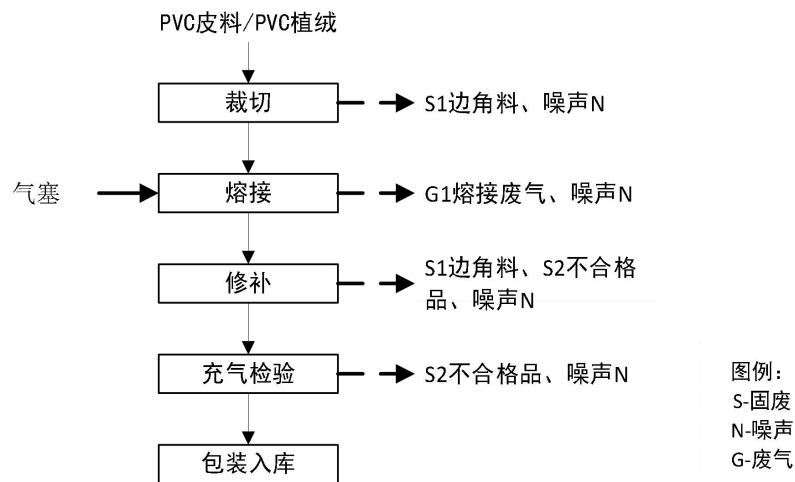 PVC皮料/PVC植绒
裁切
S1边角料、噪声N
气塞
熔接
G1熔接废气、噪声N
修补
S1边角料、S2不合格
品、噪声N
充气检验
S2不合格品、噪声N
包装入库
图例：
S-固废
N-噪声
G-废气